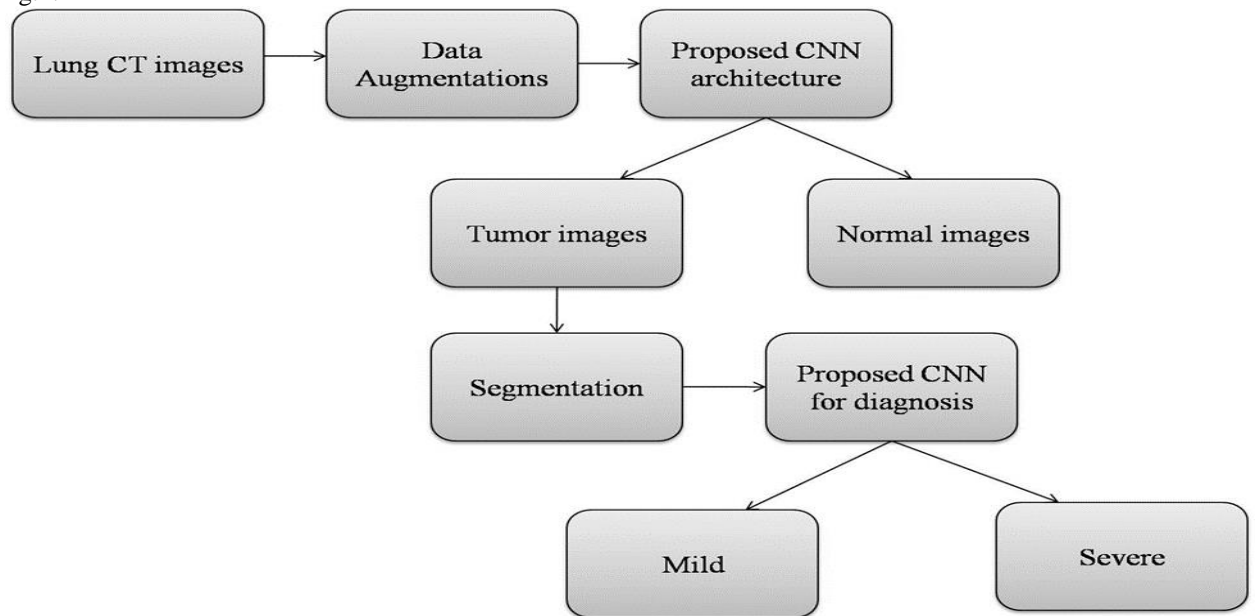 Lung CT images
Data
Augmentations
Proposed CNN
architecture
Tumor images
Normal images
Segmentation
Proposed CNN
for diagnosis
Mild
Severe